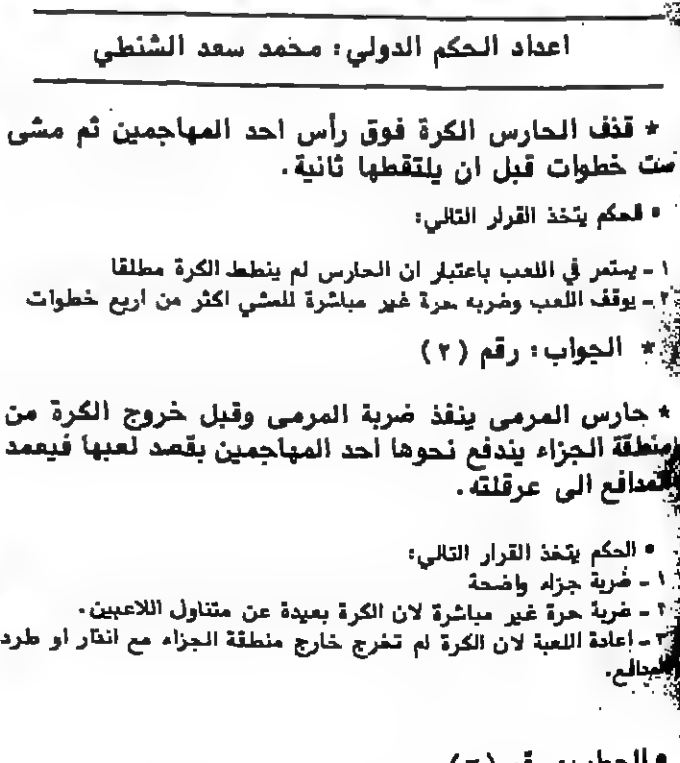 اعداد الحكم الدولي: محمد سعد الشنطي
* قذف الحارس الكرة فوق رأس احد المهاجمين ثم مشى
ست خطوات قبل ان يلتقطها ثانية.
• الحكم يتخذ القرار التالي:
١ - يستمر في اللعب باعتبار ان الحارس لم ينطط الكرة مطلقا
٢ - يوقف اللعب وضربه حرة غير مباشرة للمشي اكثر من اربع خطوات
* الجواب: رقم (٢)
* حارس المرمى ينفذ ضربة المرمى وقبل خروج الكرة من
منطقة الجزاء يندفع نحوها احد المهاجمين بقصد لعبها فيعمد
المدافع الى عرقلته.
• الحكم يتخذ القرار التالي:
١ - ضربة جزاء واضحة
٢ - ضربة حرة غير مباشرة لان الكرة بعيدة عن متناول اللاعبين.
٣ - اعادة اللعبة لان الكرة لم تخرج خارج منطقة الجزاء مع انذار او طرد
المدافع.